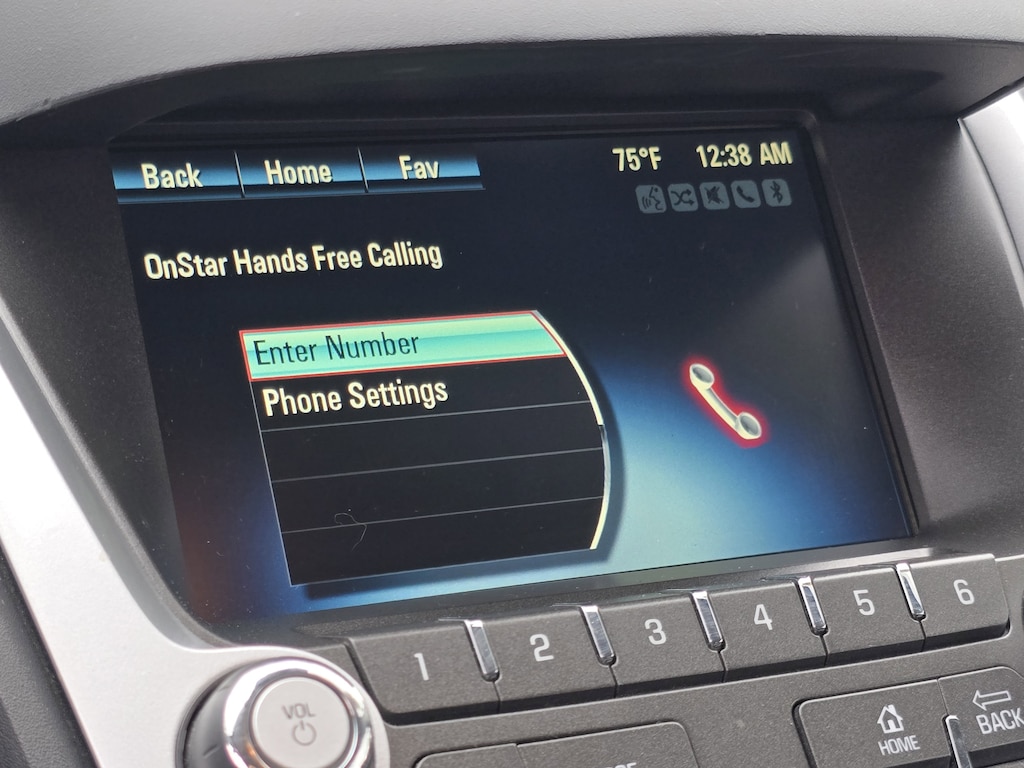 Back Home Fav 75°F 12:38 AM
OnStar Hands Free Calling
Enter Number
Phone Settings
1 2 3 4 5 6
VOL
HOME
BACK